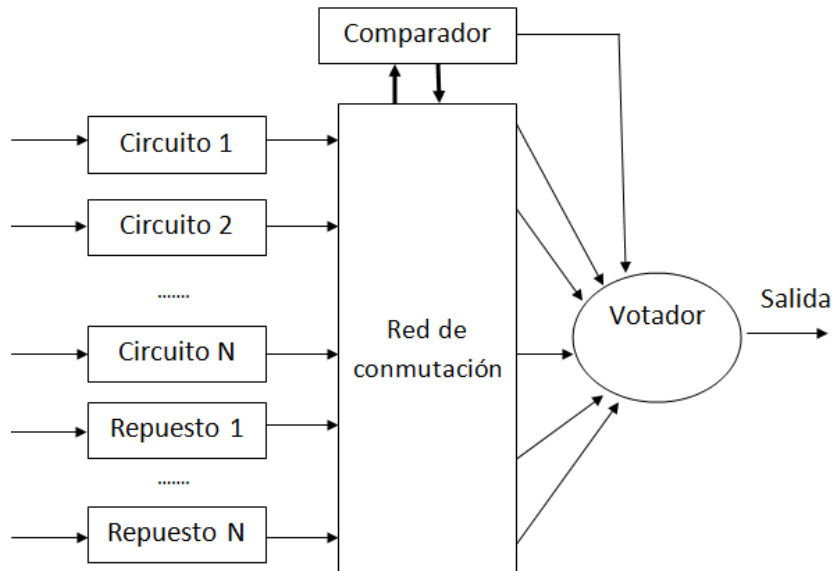 Comparador
Circuito 1
Circuito 2
.......
Circuito N
Repuesto 1
.......
Repuesto N
Red de
conmutación
Votador
Salida